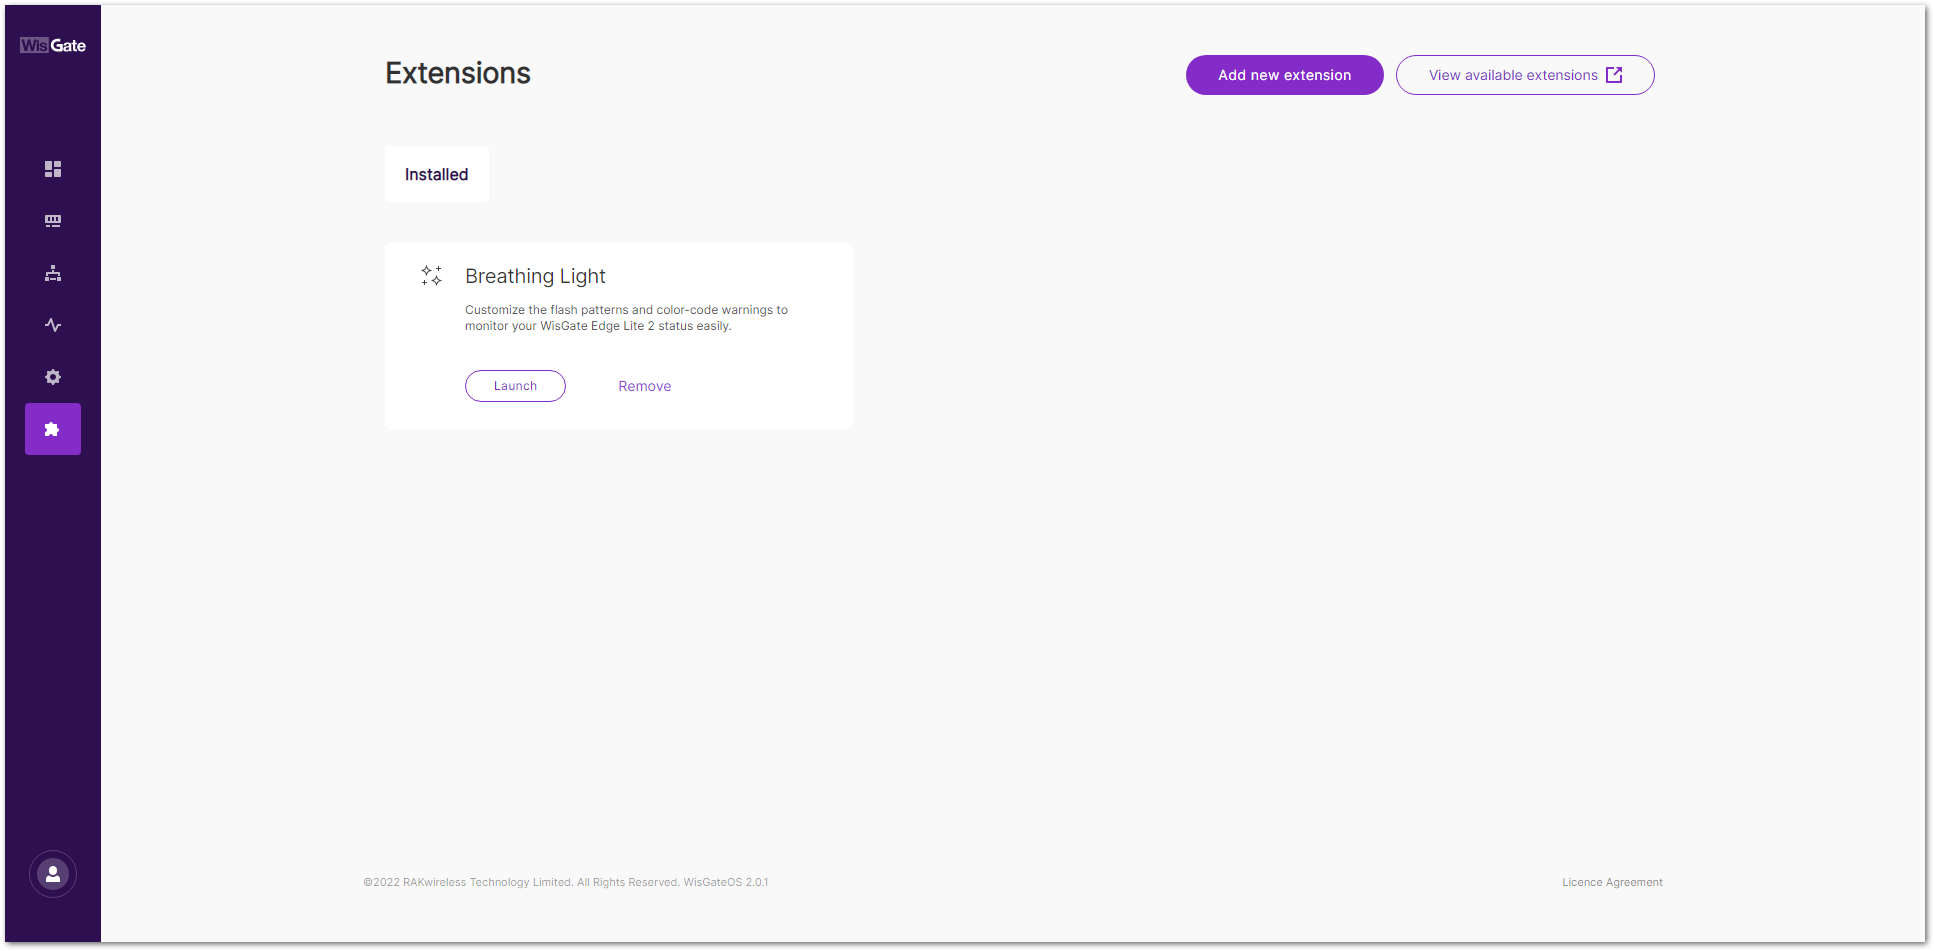 WisGate
Extensions
Add new extension
View available extensions
Installed
Breathing Light
Customize the flash patterns and color-code warnings to
monitor your WisGate Edge Lite 2 status easily.
Launch
Remove
©2022 RAKwireless Technology Limited. All Rights Reserved. WisGateOS 2.0.1
Licence Agreement